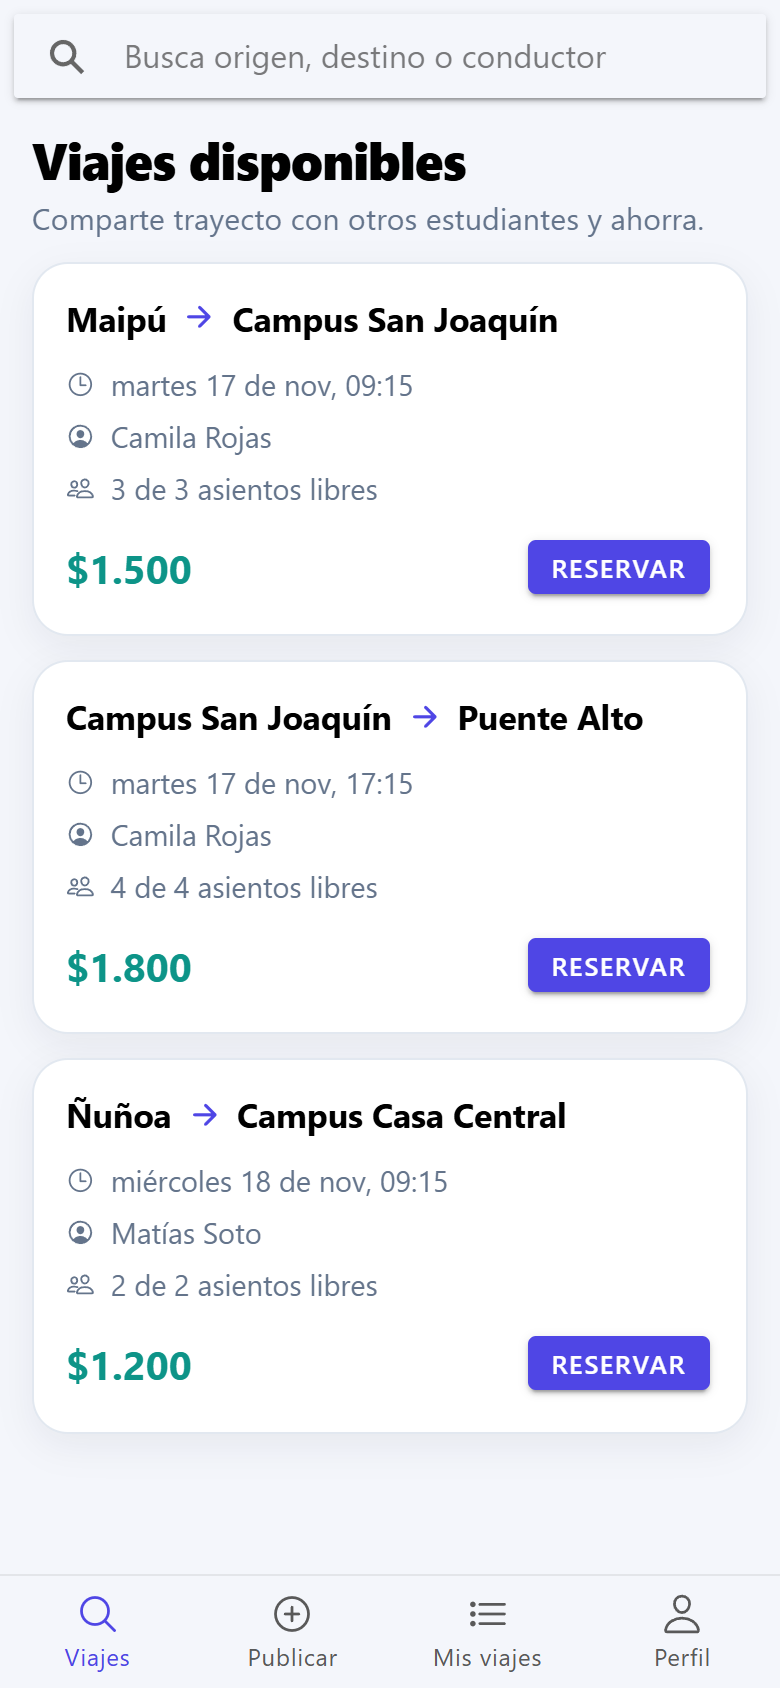 Busca origen, destino o conductor
Viajes disponibles
Comparte trayecto con otros estudiantes y ahorra.
Maipú → Campus San Joaquín
martes 17 de nov, 09:15
Camila Rojas
3 de 3 asientos libres
$1.500 RESERVAR
Campus San Joaquín → Puente Alto
martes 17 de nov, 17:15
Camila Rojas
4 de 4 asientos libres
$1.800 RESERVAR
Ñuñoa → Campus Casa Central
miércoles 18 de nov, 09:15
Matías Soto
2 de 2 asientos libres
$1.200 RESERVAR
Viajes Publicar Mis viajes Perfil